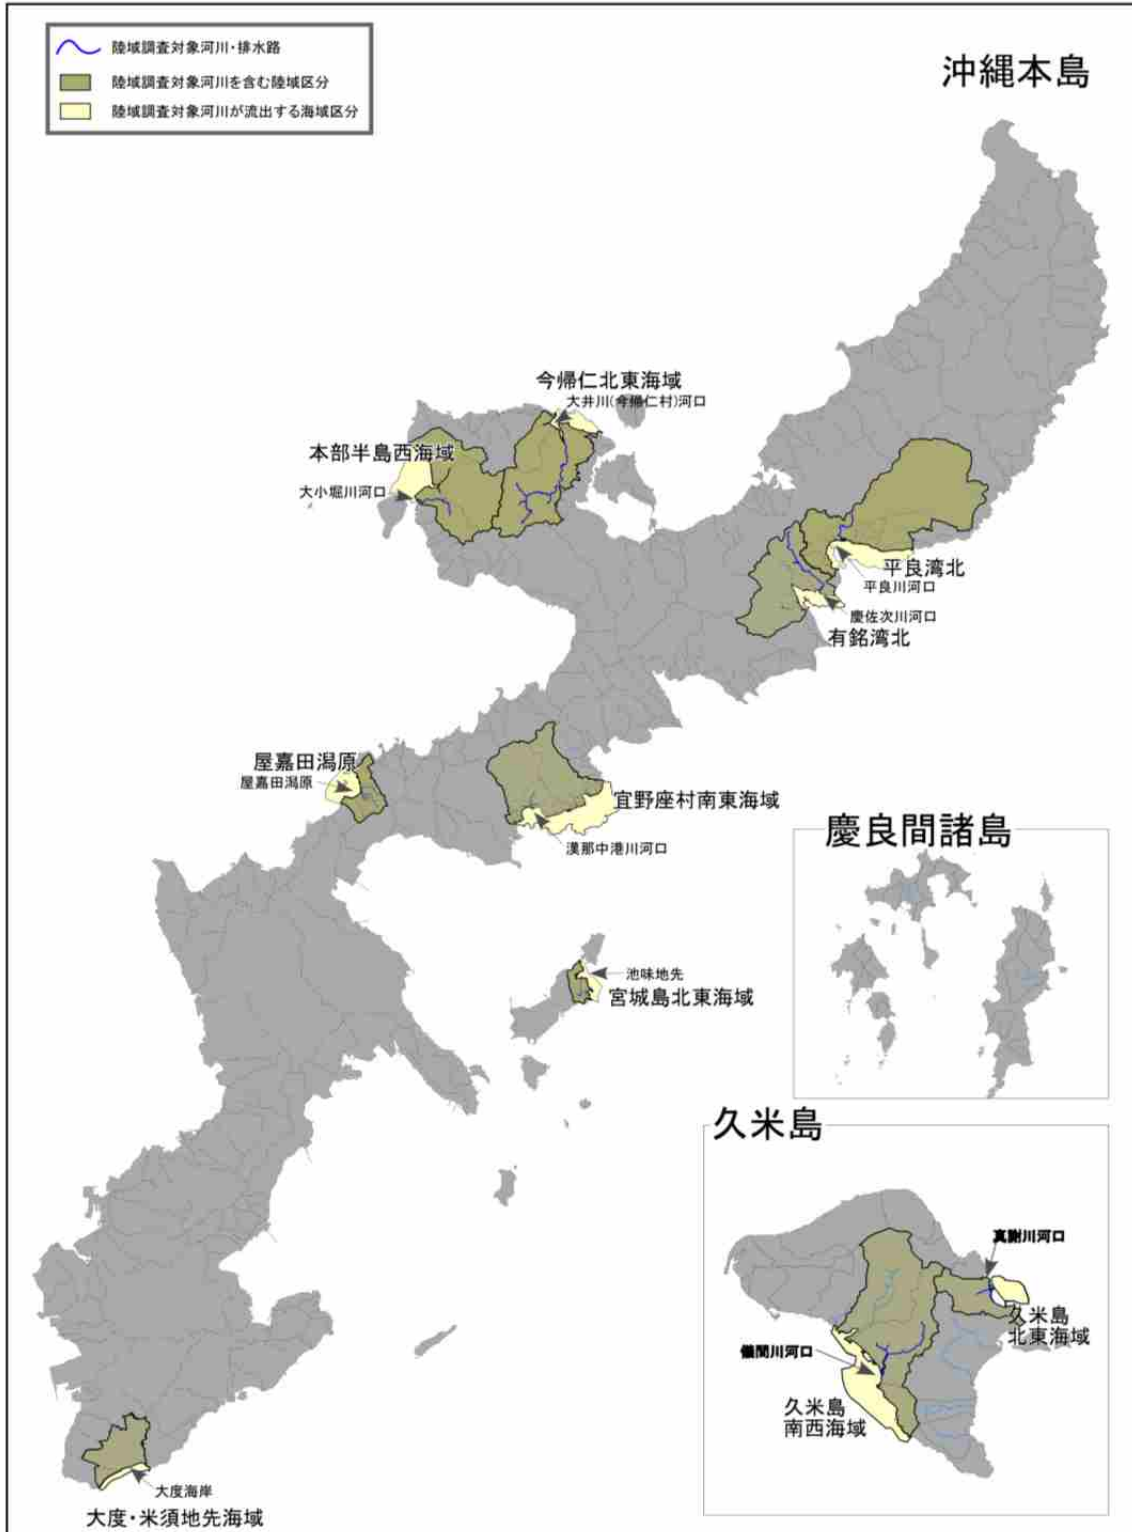 陸域調査対象河川・排水路
陸域調査対象河川を含む陸域区分
陸域調査対象河川が流出する海域区分
沖縄本島
今帰仁北東海域
大井川(今帰仁村)河口
本部半島西海域
大小堀川河口
平良湾北
平良川河口
慶佐次川河口
有銘湾北
屋嘉田潟原
屋嘉田潟原
宜野座村南東海域
漢那中港川河口
慶良間諸島
池味地先
宮城島北東海域
久米島
真謝川河口
久米島
北東海域
儀間川河口
久米島
南西海域
大度海岸
大度・米須地先海域